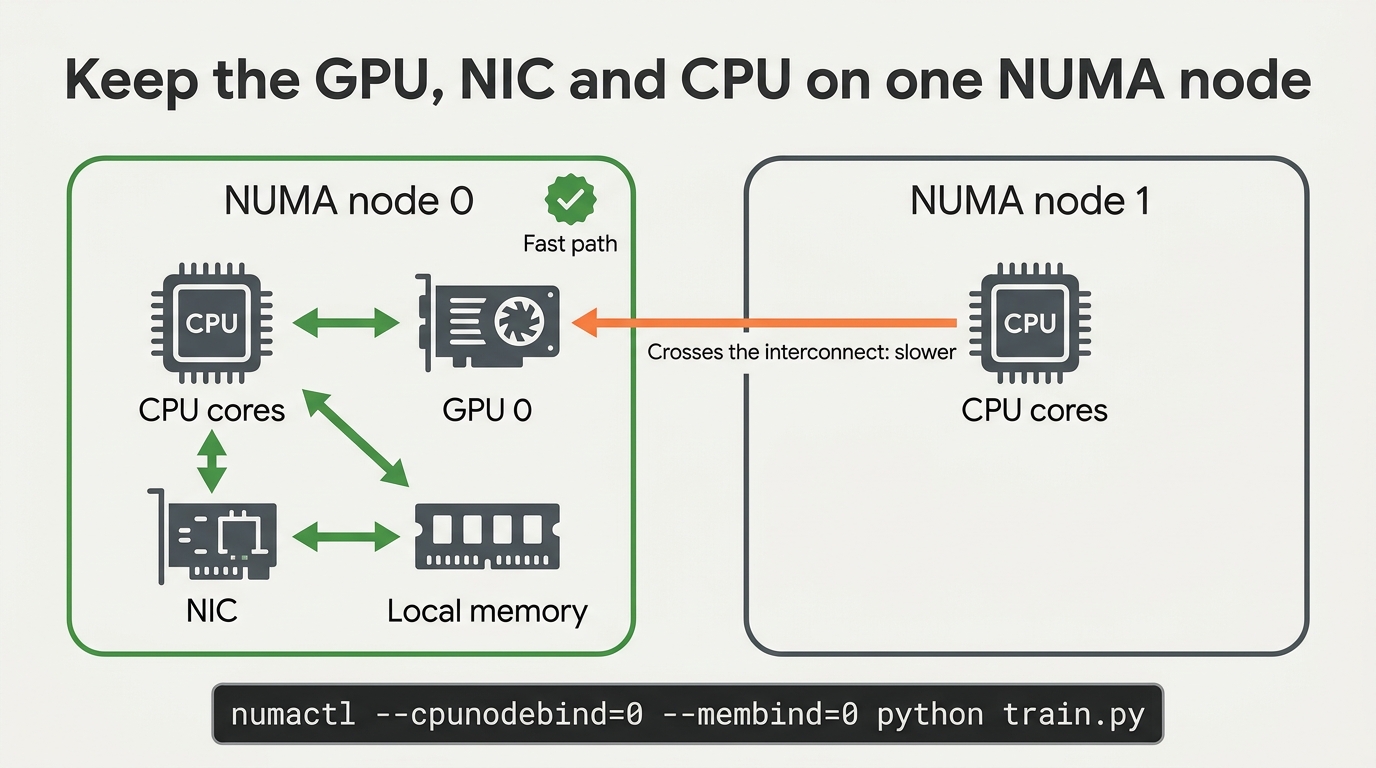 Keep the GPU, NIC and CPU on one NUMA node
NUMA node 0
Fast path
CPU
CPU cores
GPU 0
NIC
Local memory
Crosses the interconnect: slower
NUMA node 1
CPU
CPU cores
numactl --cpunodebind=0 --membind=0 python train.py